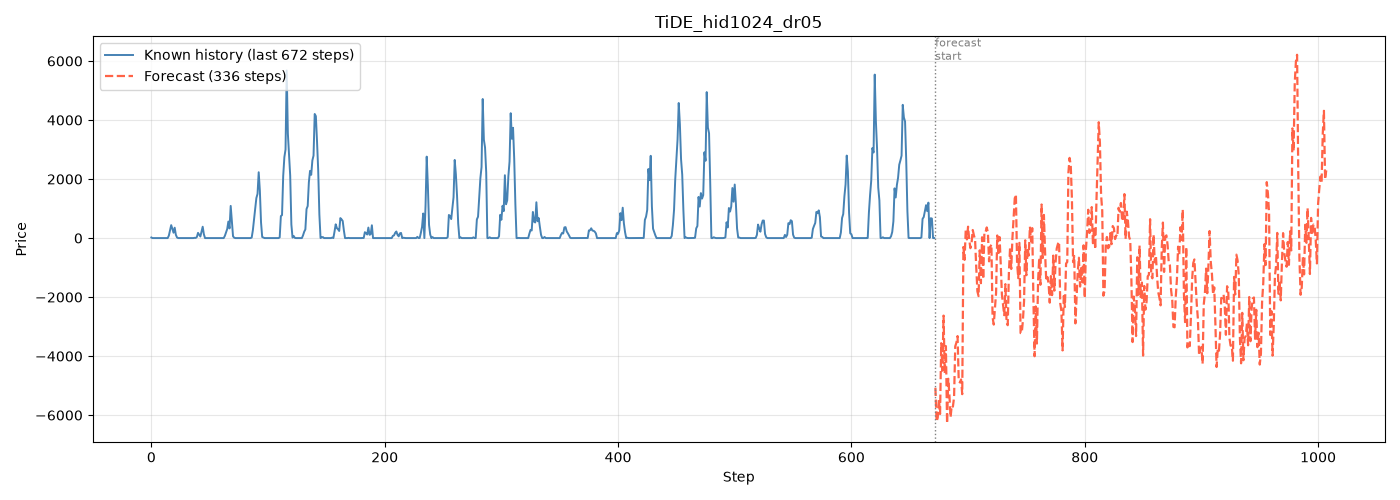 TiDE_hid1024_dr05
Known history (last 672 steps)
Forecast (336 steps)
forecast
start
6000
4000
2000
0
−2000
−4000
−6000
Price
0
200
400
600
800
1000
Step